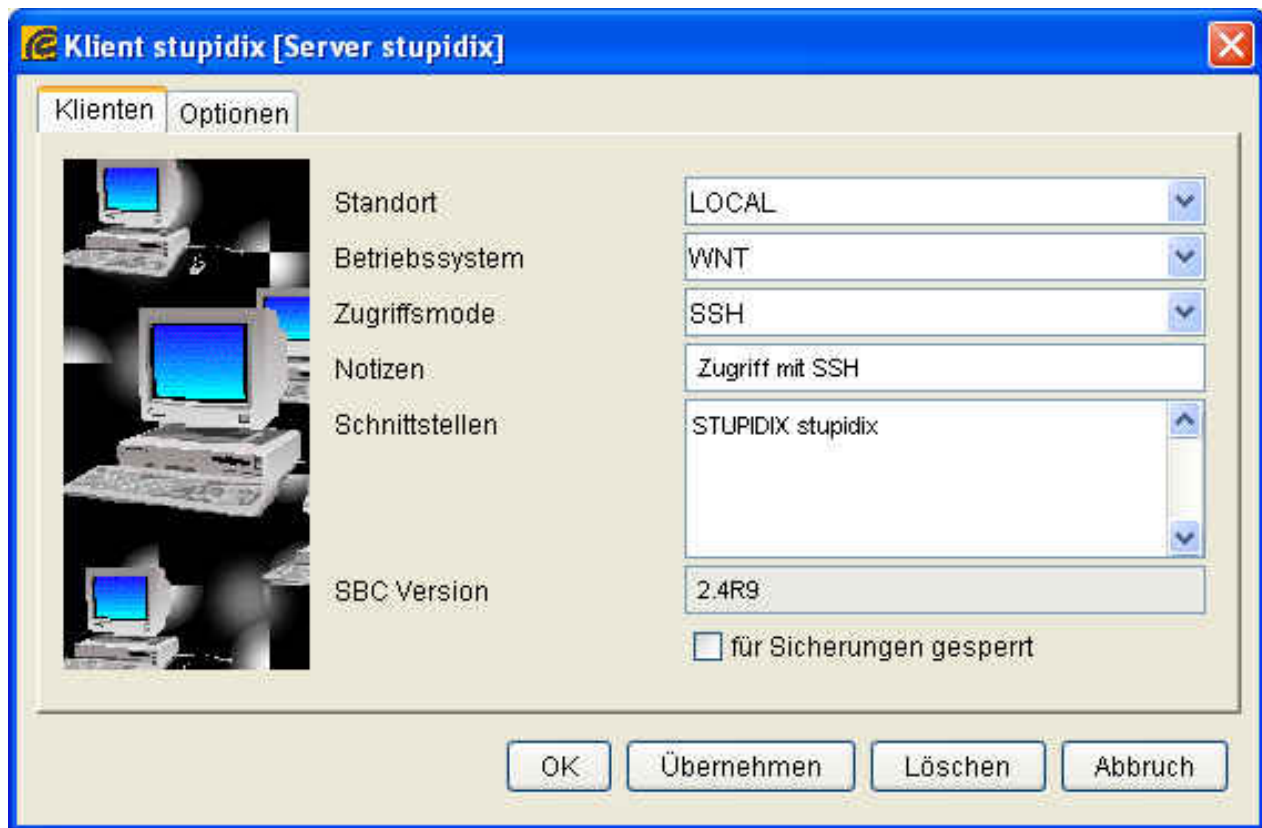 Klient stupidix [Server stupidix]
Klienten Optionen
Standort LOCAL
Betriebssystem WNT
Zugriffsmode SSH
Notizen Zugriff mit SSH
Schnittstellen STUPIDIX stupidix
SBC Version 2.4R9
für Sicherungen gesperrt
OK Übernehmen Löschen Abbruch